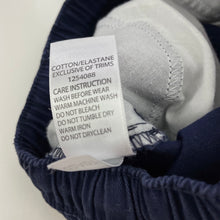 COTTON/ELASTANE
EXCLUSIVE OF TRIMS
1254088
CARE INSTRUCTION
WASH BEFORE WEAR
WARM MACHINE WASH
DO NOT BLEACH
DO NOT TUMBLE DRY
WARM IRON
DO NOT DRYCLEAN